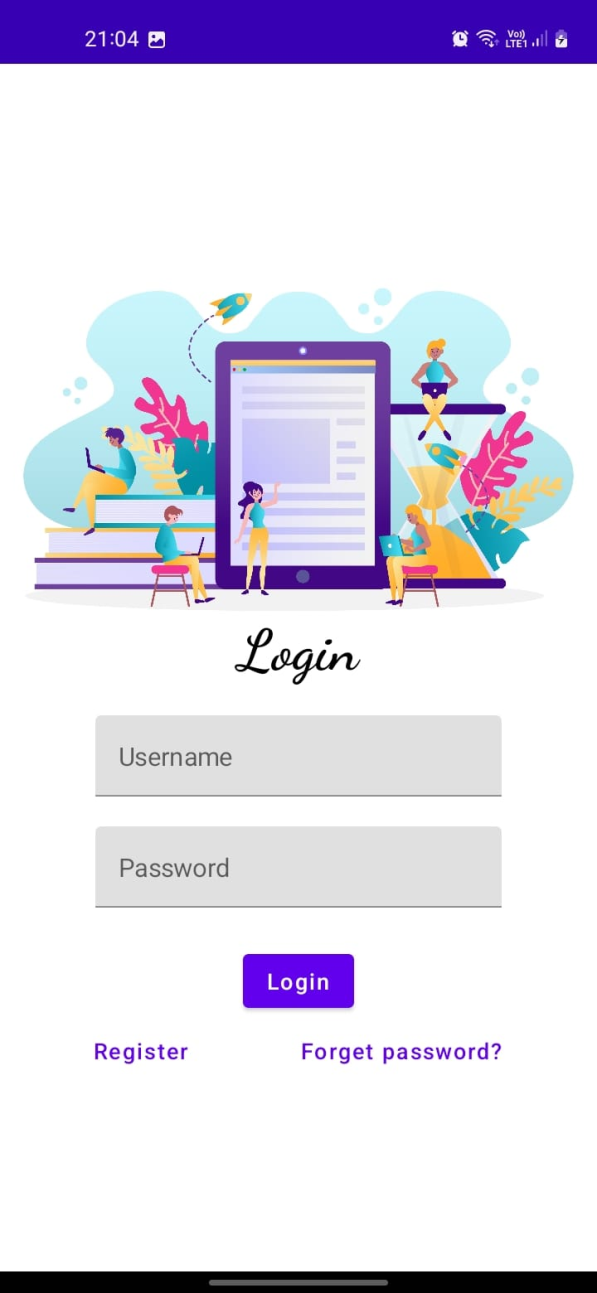 21:04
Vo))
LTE1
Login
Username
Password
Login
Register
Forget password?